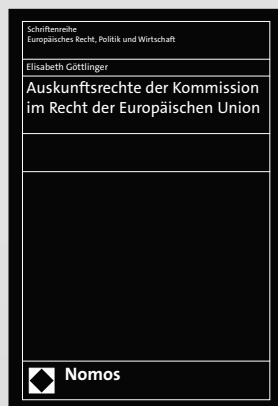 Schriftenreihe
Europäisches Recht, Politik und Wirtschaft
Elisabeth Göttlinger
Auskunftsrechte der Kommission
im Recht der Europäischen Union
Nomos